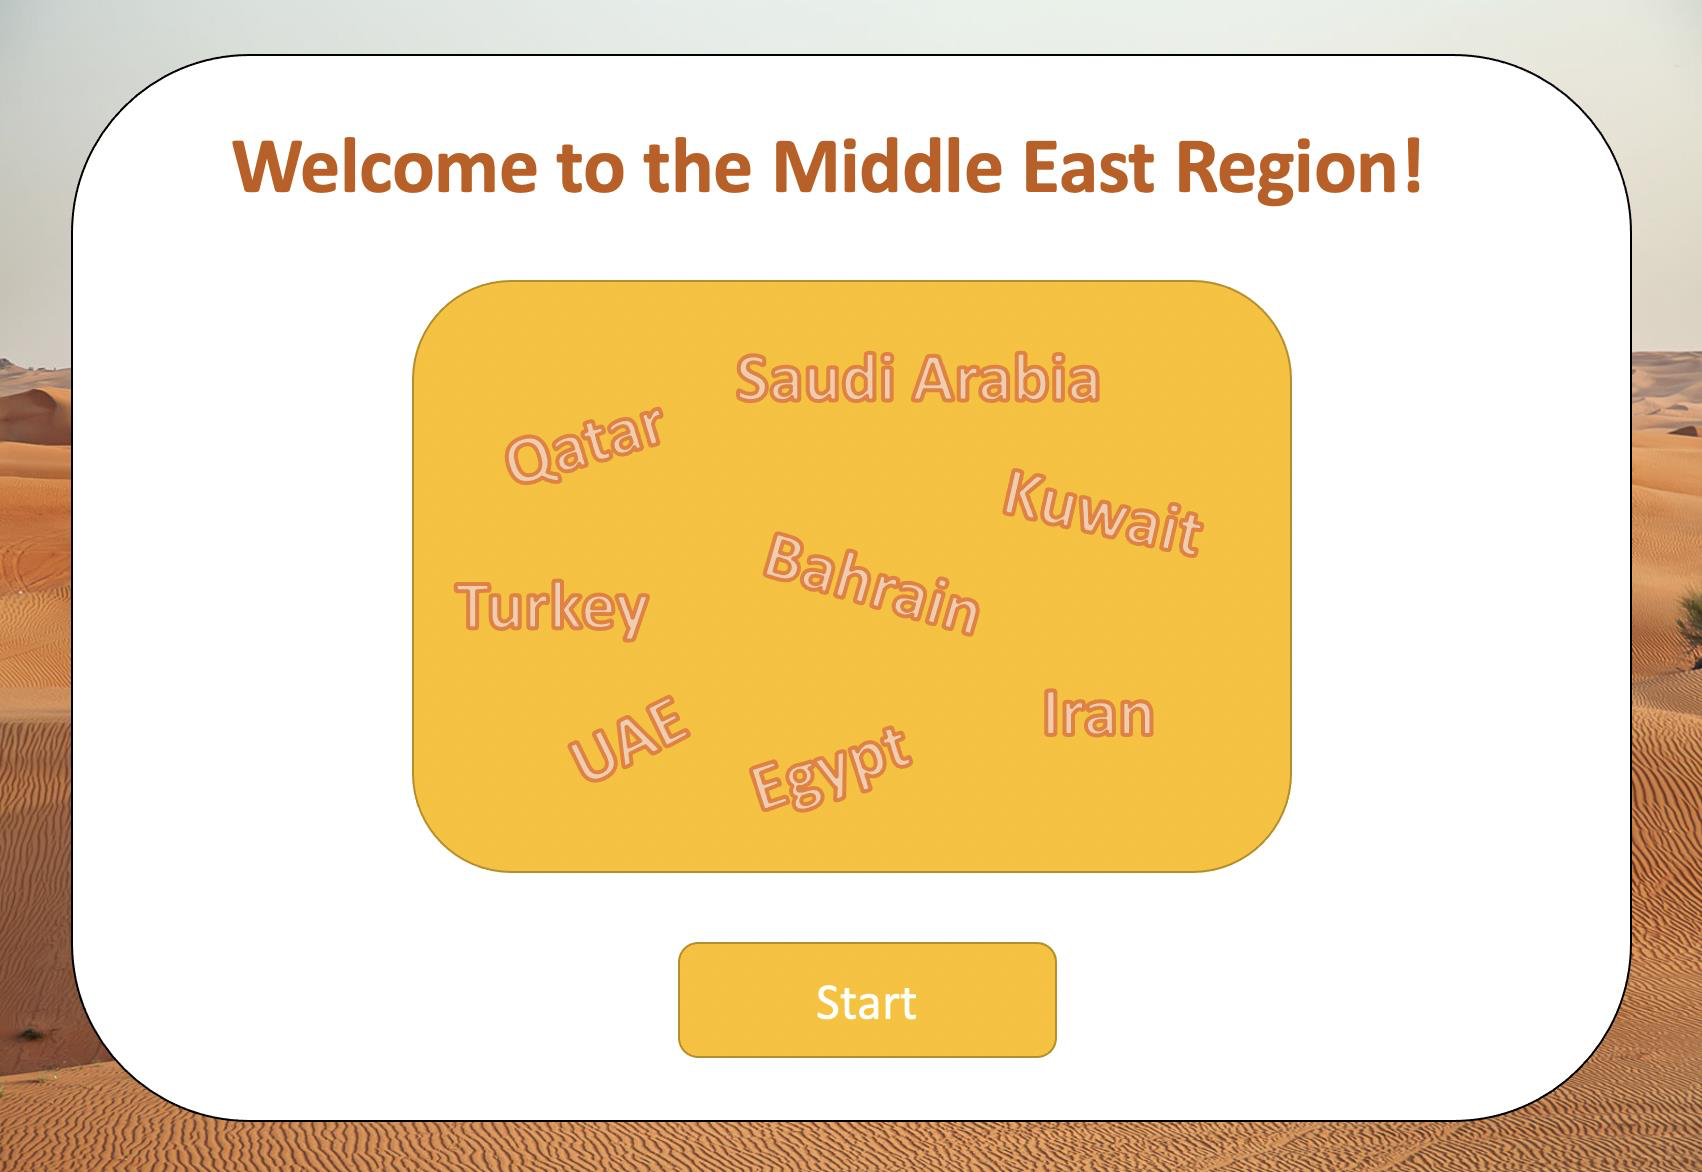 Welcome to the Middle East Region!
Saudi Arabia
Qatar
Kuwait
Bahrain
Turkey
Iran
UAE
Egypt
Start